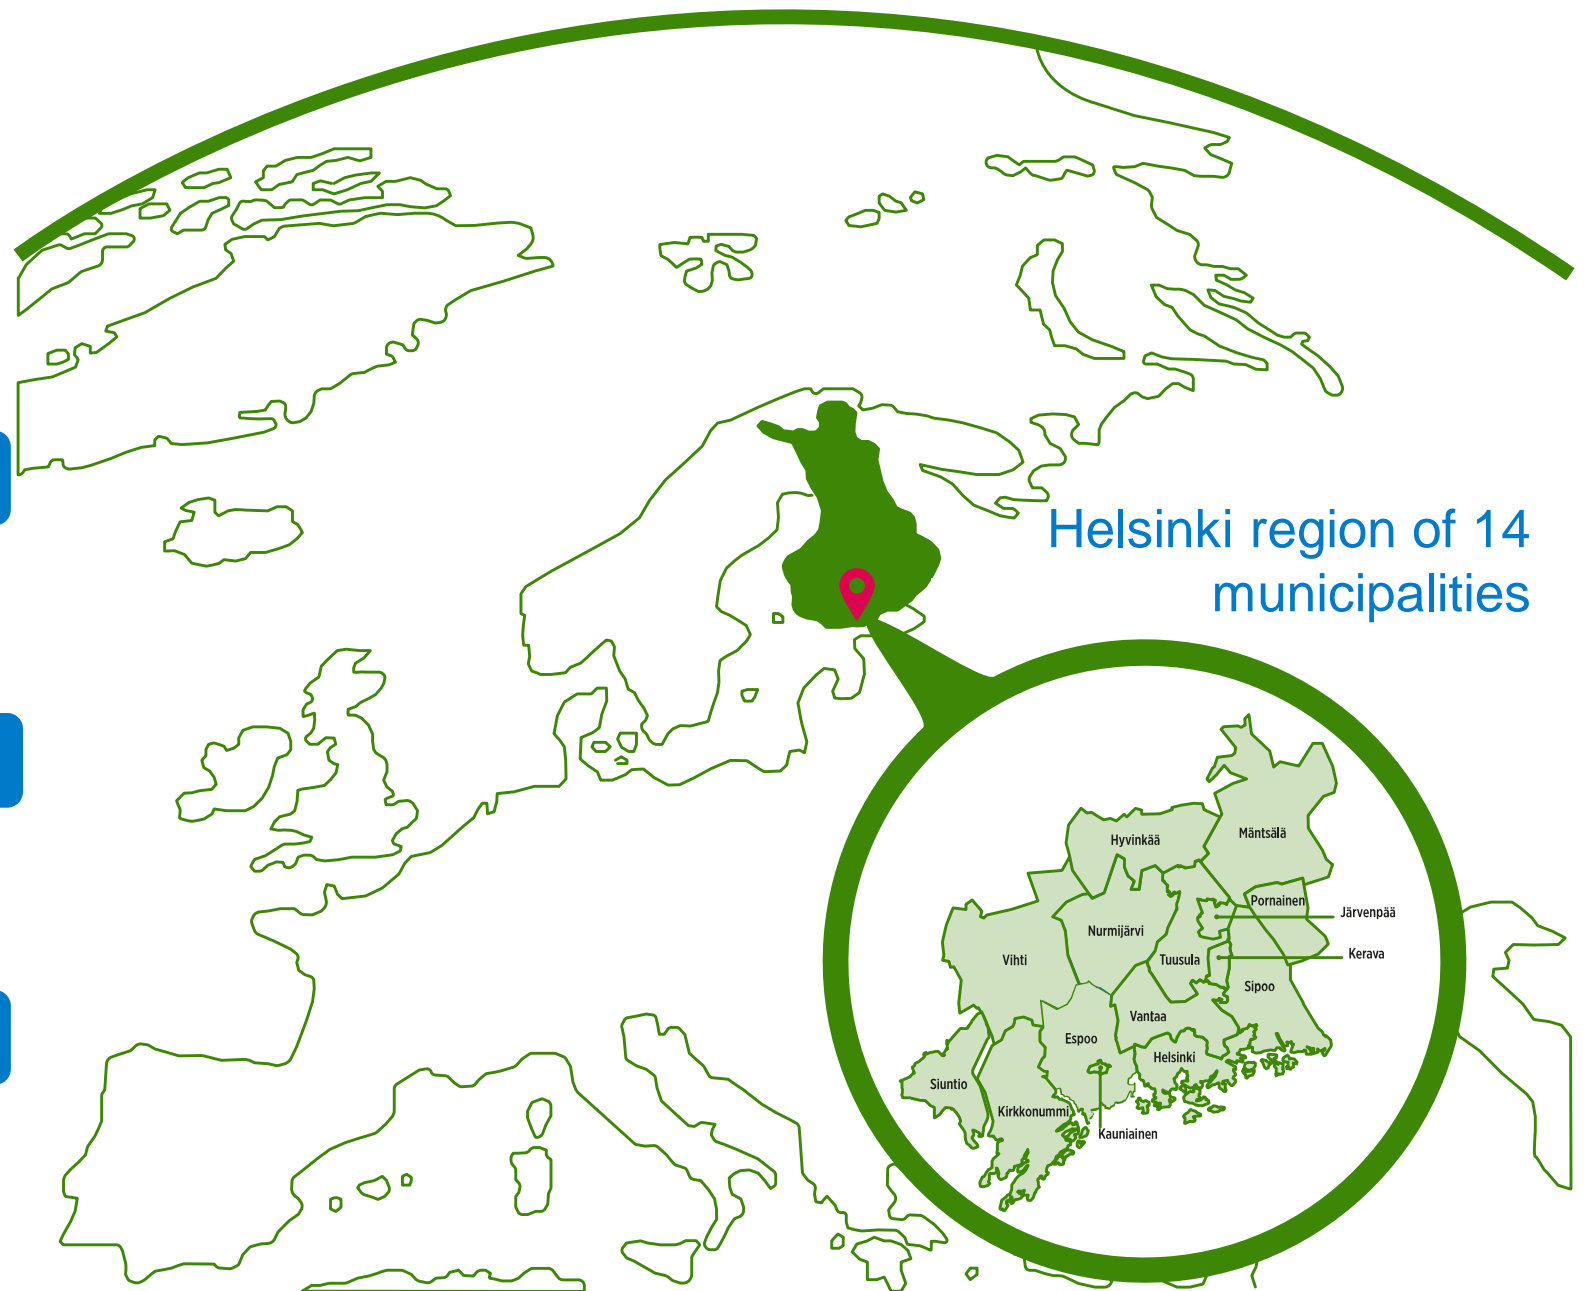 Helsinki region of 14
municipalities
Hyvinkää
Mäntsälä
Pornainen
Järvenpää
Nurmijärvi
Kerava
Vihti
Tuusula
Sipoo
Vantaa
Espoo
Helsinki
Siuntio
Kirkkonummi
Kauniainen